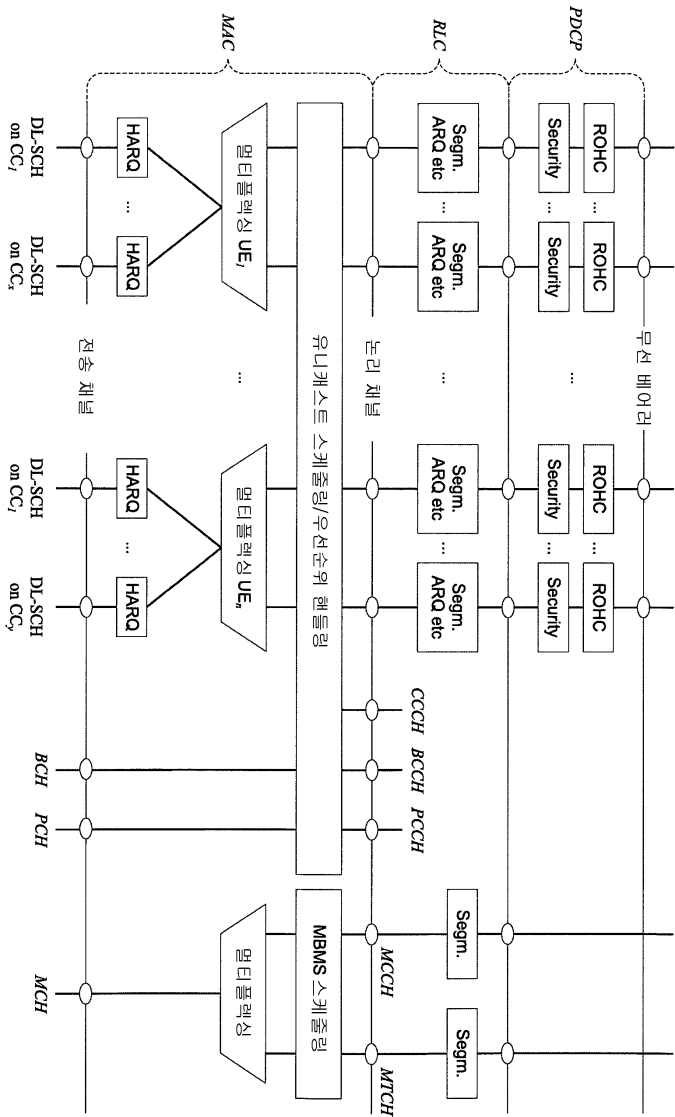 무선 베어러
PDCP
ROHC ... ROHC ROHC ... ROHC
...
Security Security Security Security
RLC
Segm. ARQ etc
...
Segm. ARQ etc
...
Segm. ARQ etc
...
Segm. ARQ etc
Segm.
Segm.
CCCH BCCH PCCH
MCCH MTCH
논리 채널
MAC
유니캐스트 스케줄링/우선순위 핸들링
MBMS 스케줄링
멀티플렉싱 UE₁
...
멀티플렉싱 UEₙ
멀티플렉싱
HARQ ... HARQ HARQ ... HARQ
전송 채널
DL-SCH
on CC₁
DL-SCH
on CCₓ
DL-SCH
on CC₁
DL-SCH
on CCy
BCH
PCH
MCH